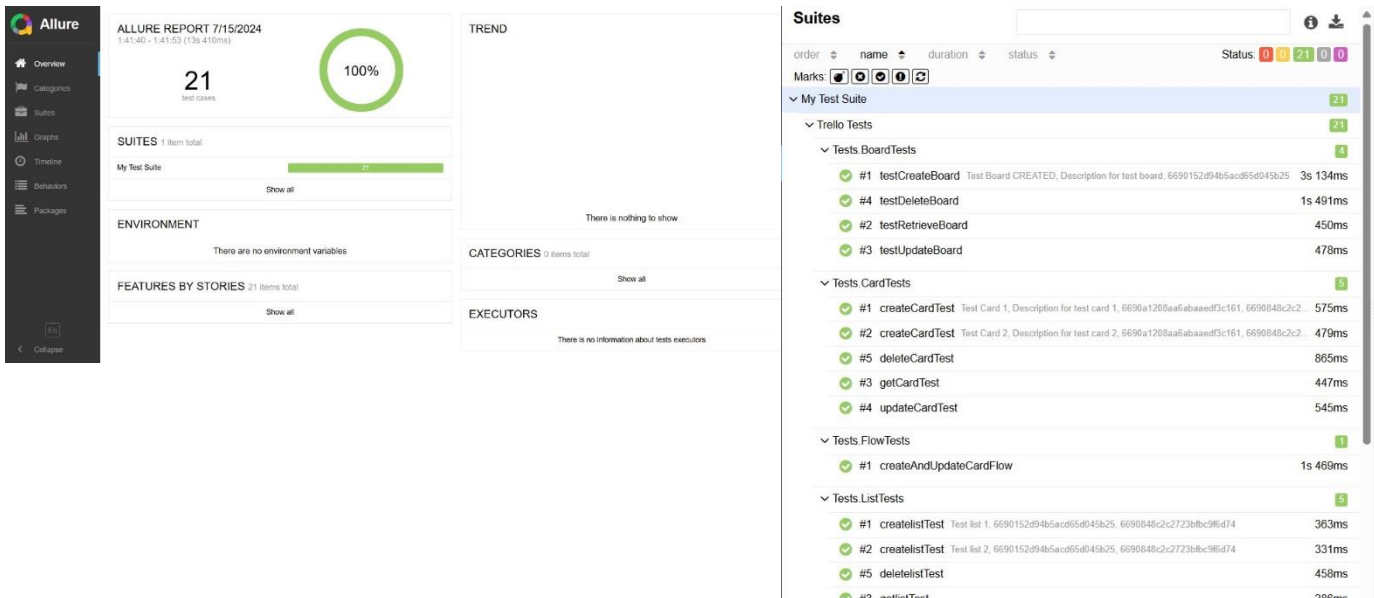 Allure
Overview
Categories
Suites
Graphs
Timeline
Behaviors
Packages
En
Collapse
ALLURE REPORT 7/15/2024
1:41:40 - 1:41:53 (13s 410ms)
21
test cases
100%
SUITES 1 item total
My Test Suite 21
Show all
ENVIRONMENT
There are no environment variables
FEATURES BY STORIES 21 items total
Show all
TREND
There is nothing to show
CATEGORIES 0 items total
Show all
EXECUTORS
There is no information about tests executors
Suites
order name duration status Status: 0 0 21 0 0
Marks:
My Test Suite 21
Trello Tests 21
Tests.BoardTests 4
#1 testCreateBoard Test Board CREATED, Description for test board, 6690152d94b5acd65d045b25 3s 134ms
#4 testDeleteBoard 1s 491ms
#2 testRetrieveBoard 450ms
#3 testUpdateBoard 478ms
Tests.CardTests 5
#1 createCardTest Test Card 1, Description for test card 1, 6690a1208aa6abaaedf3c161, 6690848c2c2... 575ms
#2 createCardTest Test Card 2, Description for test card 2, 6690a1208aa6abaaedf3c161, 6690848c2c2... 479ms
#5 deleteCardTest 865ms
#3 getCardTest 447ms
#4 updateCardTest 545ms
Tests.FlowTests 1
#1 createAndUpdateCardFlow 1s 469ms
Tests.ListTests 5
#1 createlistTest Test list 1, 6690152d94b5acd65d045b25, 6690848c2c2723bfbc9f6d74 363ms
#2 createlistTest Test list 2, 6690152d94b5acd65d045b25, 6690848c2c2723bfbc9f6d74 331ms
#5 deletelistTest 458ms
#3 getlistTest 286ms